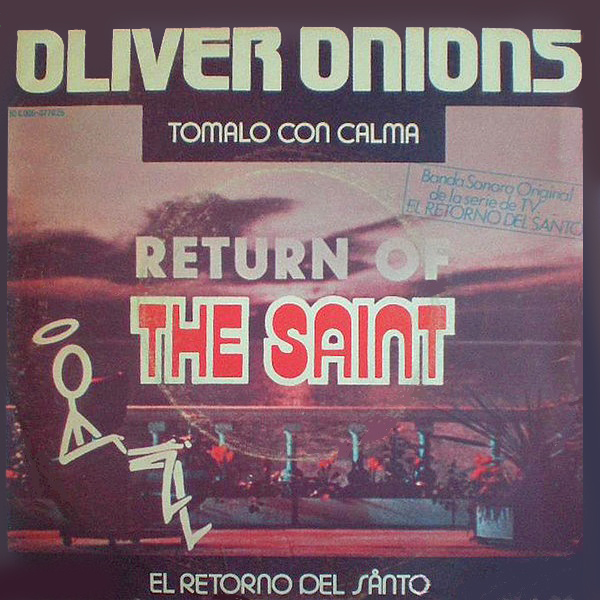 OLIVER ONIONS
TOMALO CON CALMA
Banda Sonora Original
de la serie de TV
EL RETORNO DEL SANTO
RETURN OF
THE SAINT
EL RETORNO DEL SANTO